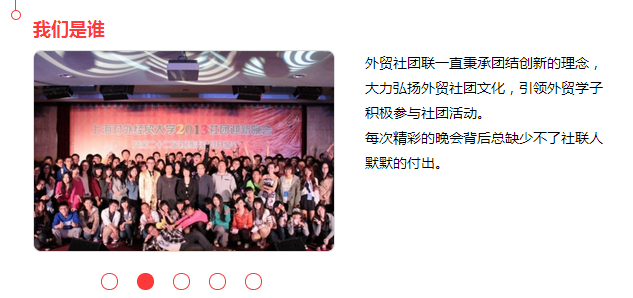 我们是谁
外贸社团联一直秉承团结创新的理念，
大力弘扬外贸社团文化，引领外贸学子
积极参与社团活动。
每次精彩的晚会背后总缺少不了社联人
默默的付出。